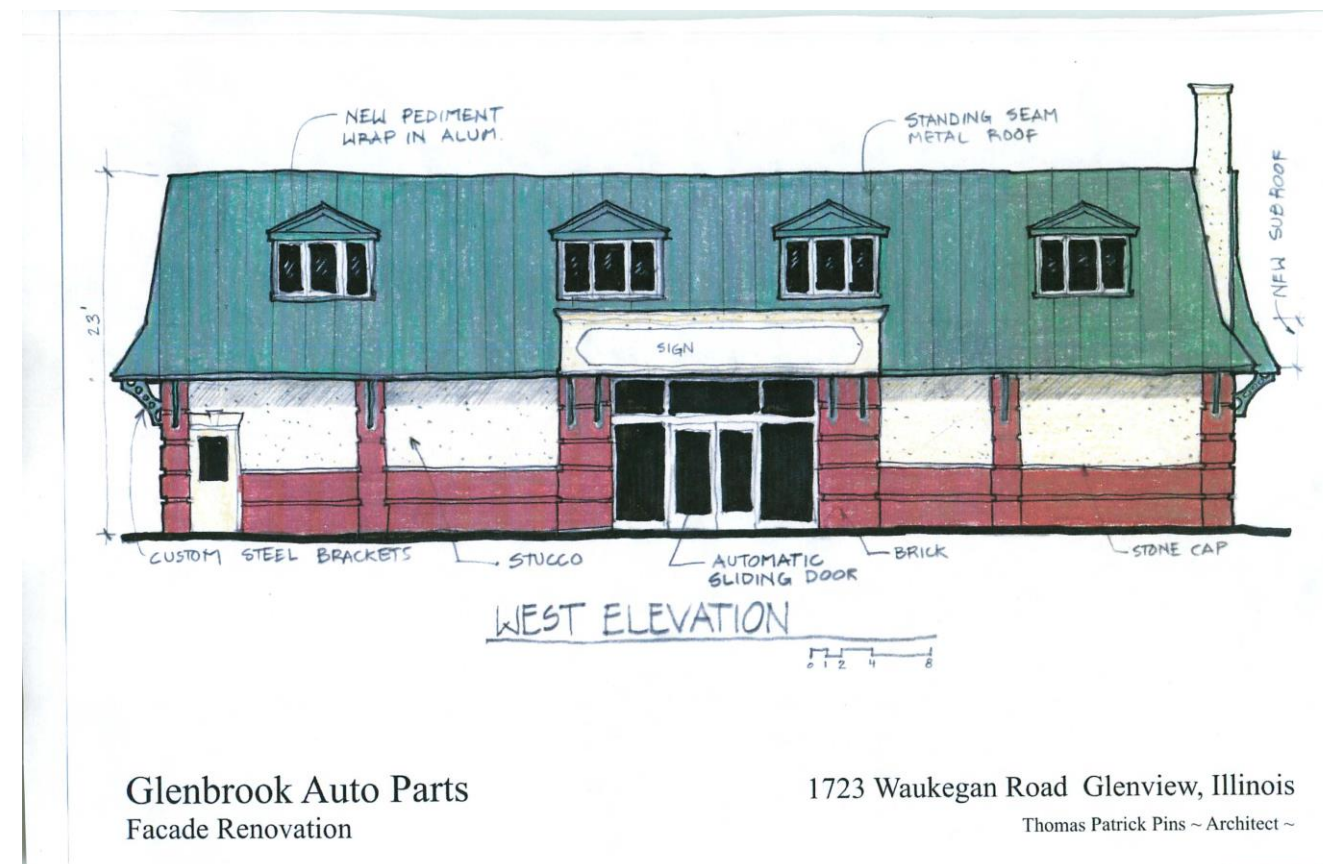 NEW PEDIMENT
WRAP IN ALUM.
STANDING SEAM
METAL ROOF
NEW SUBROOF
23'
SIGN
CUSTOM STEEL BRACKETS
STUCCO
AUTOMATIC
SLIDING DOOR
BRICK
STONE CAP
WEST ELEVATION
0 1 2 4 8
Glenbrook Auto Parts
Facade Renovation
1723 Waukegan Road Glenview, Illinois
Thomas Patrick Pins ~ Architect ~